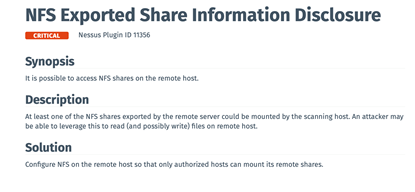 NFS Exported Share Information Disclosure
CRITICAL Nessus Plugin ID 11356
Synopsis
It is possible to access NFS shares on the remote host.
Description
At least one of the NFS shares exported by the remote server could be mounted by the scanning host. An attacker may
be able to leverage this to read (and possibly write) files on remote host.
Solution
Configure NFS on the remote host so that only authorized hosts can mount its remote shares.